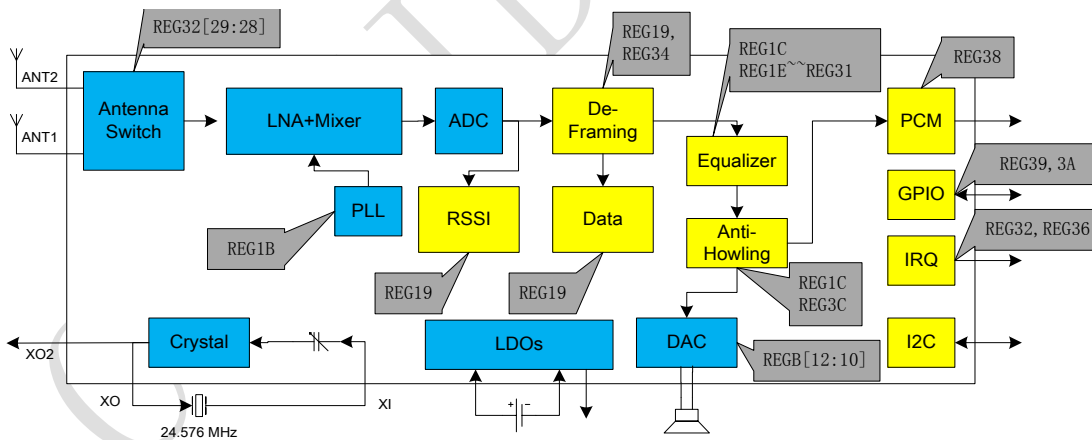 REG32[29:28]
REG19,
REG34
REG1C
REG1E~~REG31
REG38
ANT2
ANT1
Antenna
Switch
LNA+Mixer
ADC
De-
Framing
Equalizer
PCM
REG39, 3A
GPIO
PLL
RSSI
Data
Anti-
Howling
REG1B
REG32, REG36
IRQ
REG19
REG19
REG1C
REG3C
XO2
Crystal
LDOs
DAC
REGB[12:10]
I2C
XO
XI
+
−
24.576 MHz